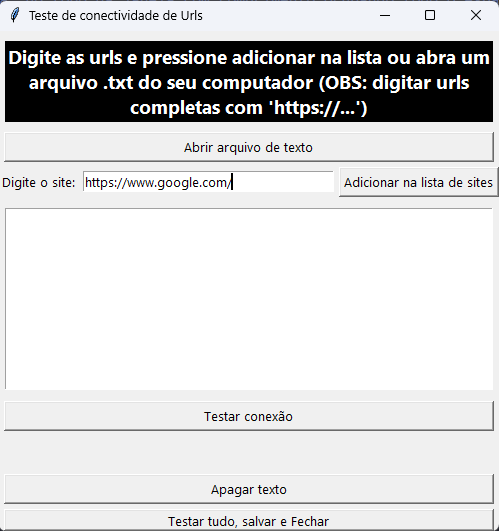 Teste de conectividade de Urls
Digite as urls e pressione adicionar na lista ou abra um
arquivo .txt do seu computador (OBS: digitar urls
completas com 'https://...')
Abrir arquivo de texto
Digite o site: https://www.google.com/ Adicionar na lista de sites
Testar conexão
Apagar texto
Testar tudo, salvar e Fechar